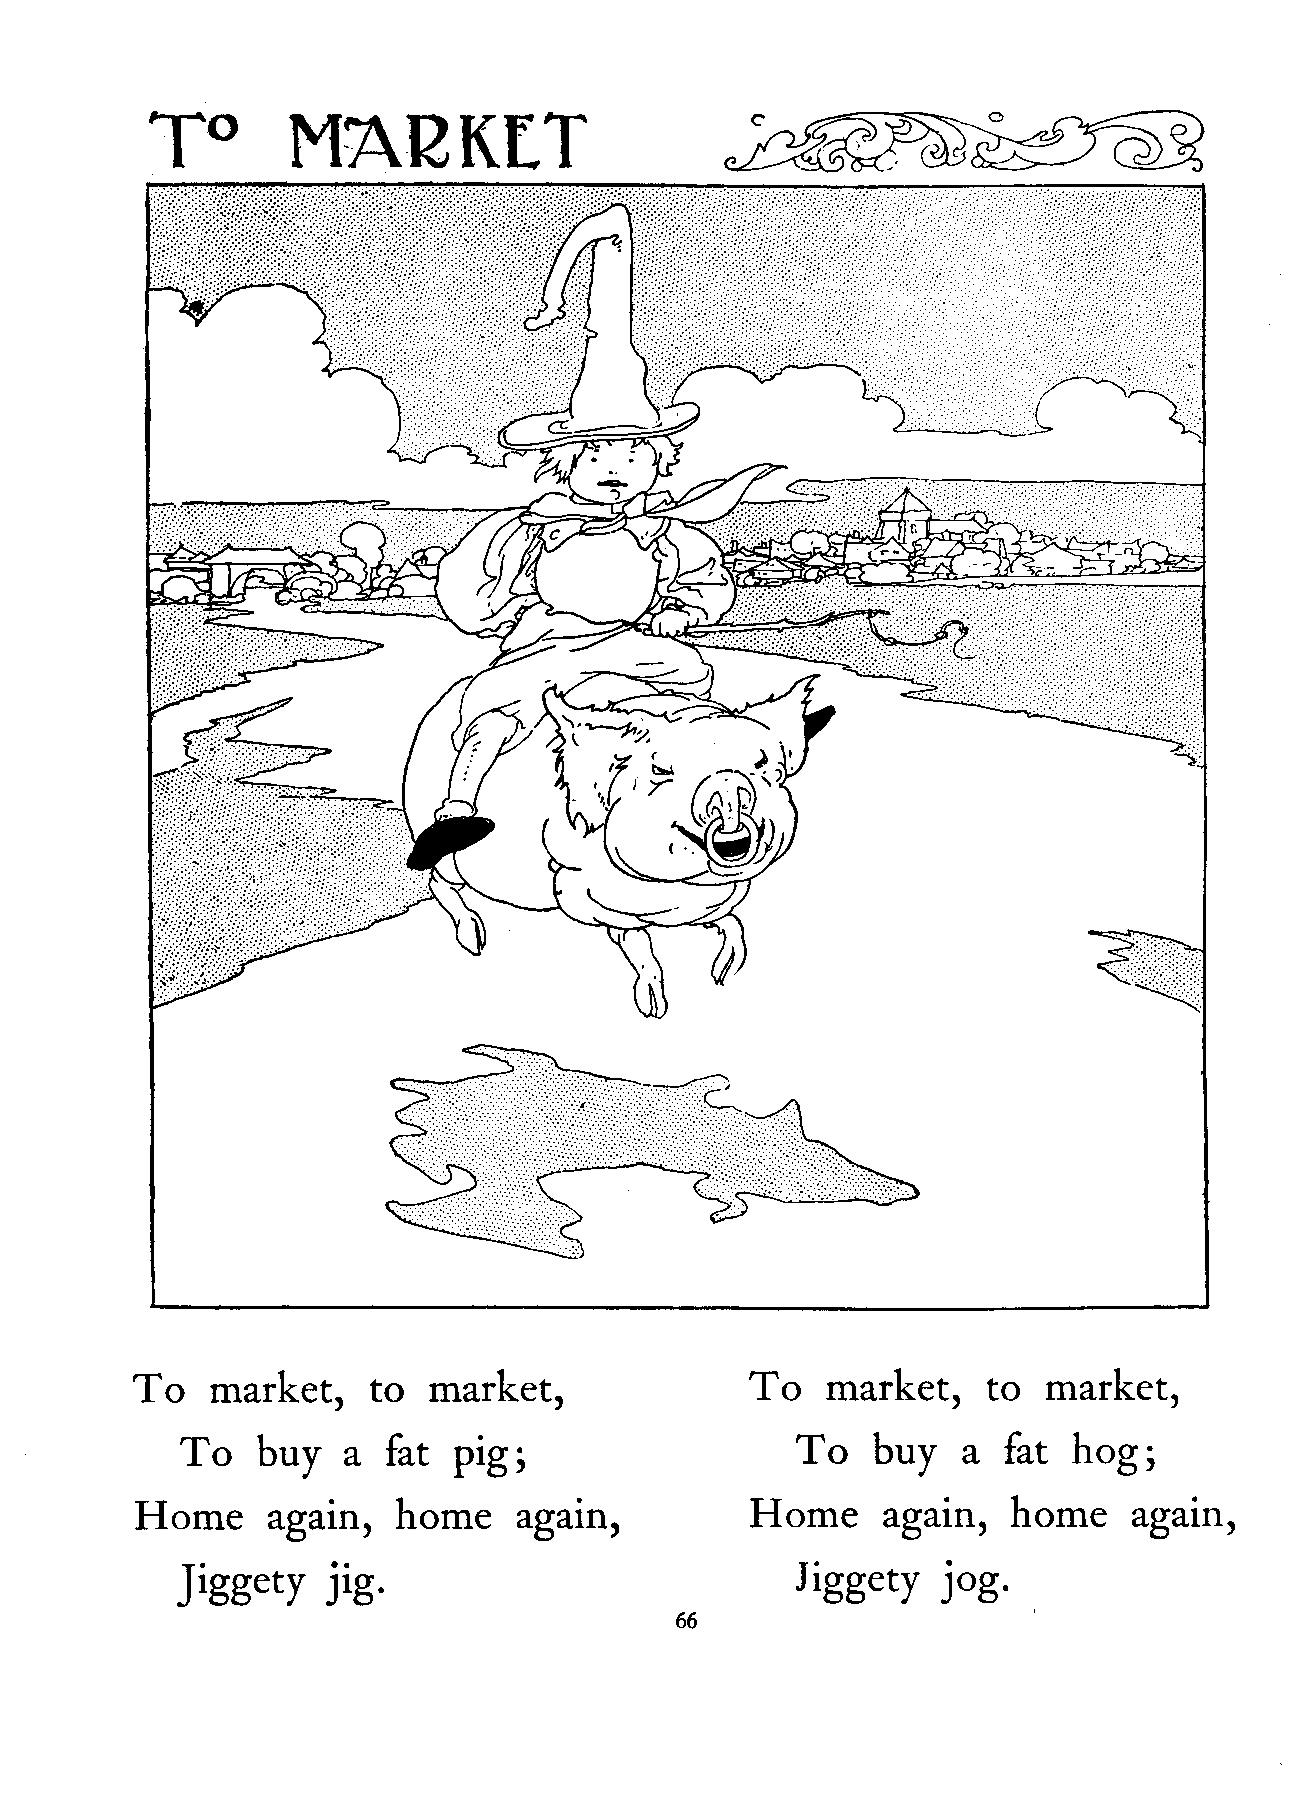 To MARKET
To market, to market,
To buy a fat pig;
Home again, home again,
Jiggety jig.
To market, to market,
To buy a fat hog;
Home again, home again,
Jiggety jog.
66